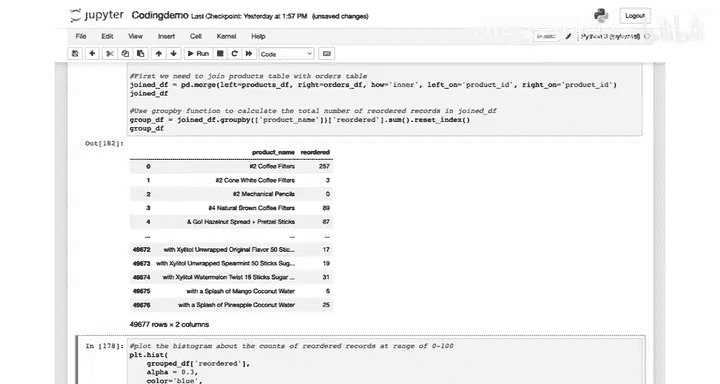 jupyter Codingdemo Last Checkpoint: Yesterday at 1:57 PM (unsaved changes)
Logout
File Edit View Insert Cell Kernel Help
Python 3
Run
Code
#First we need to join products table with orders table
joined_df = pd.merge(left=products_df, right=orders_df, how='inner', left_on='product_id', right_on='product_id')
joined_df
#Use groupby function to calculate the total number of reordered records in joined_df
group_df = joined_df.groupby(['product_name'])['reordered'].sum().reset_index()
group_df
Out[182]:
product_name reordered
0 #2 Coffee Filters 257
1 #2 Cone White Coffee Filters 3
2 #2 Mechanical Pencils 0
3 #4 Natural Brown Coffee Filters 89
4 & Go! Hazelnut Spread + Pretzel Sticks 87
... ... ...
49672 with Xylitol Unwrapped Original Flavor 50 Stic... 17
49673 with Xylitol Unwrapped Spearmint 50 Sticks Sug... 19
49674 with Xylitol Watermelon Twist 18 Sticks Sugar ... 31
49675 with a Splash of Mango Coconut Water 6
49676 with a Splash of Pineapple Coconut Water 25
49677 rows × 2 columns
In [178]:
#plot the histogram about the counts of reordered records at range of 0-100
plt.hist(
grouped_df['reordered'],
alpha = 0.3,
color='blue',